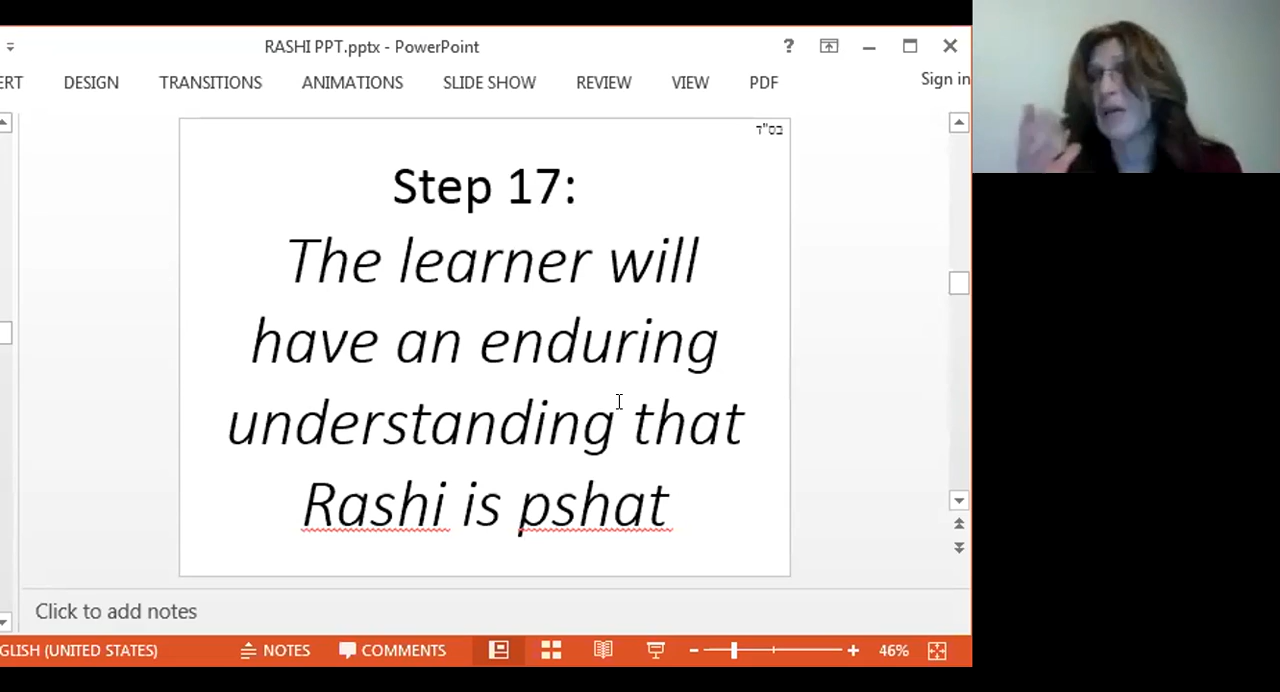 RASHI PPT.pptx - PowerPoint
?
ERT DESIGN TRANSITIONS ANIMATIONS SLIDE SHOW REVIEW VIEW PDF Sign in
בס"ד
Step 17:
The learner will
have an enduring
understanding that
Rashi is pshat
Click to add notes
GLISH (UNITED STATES) NOTES COMMENTS 46%